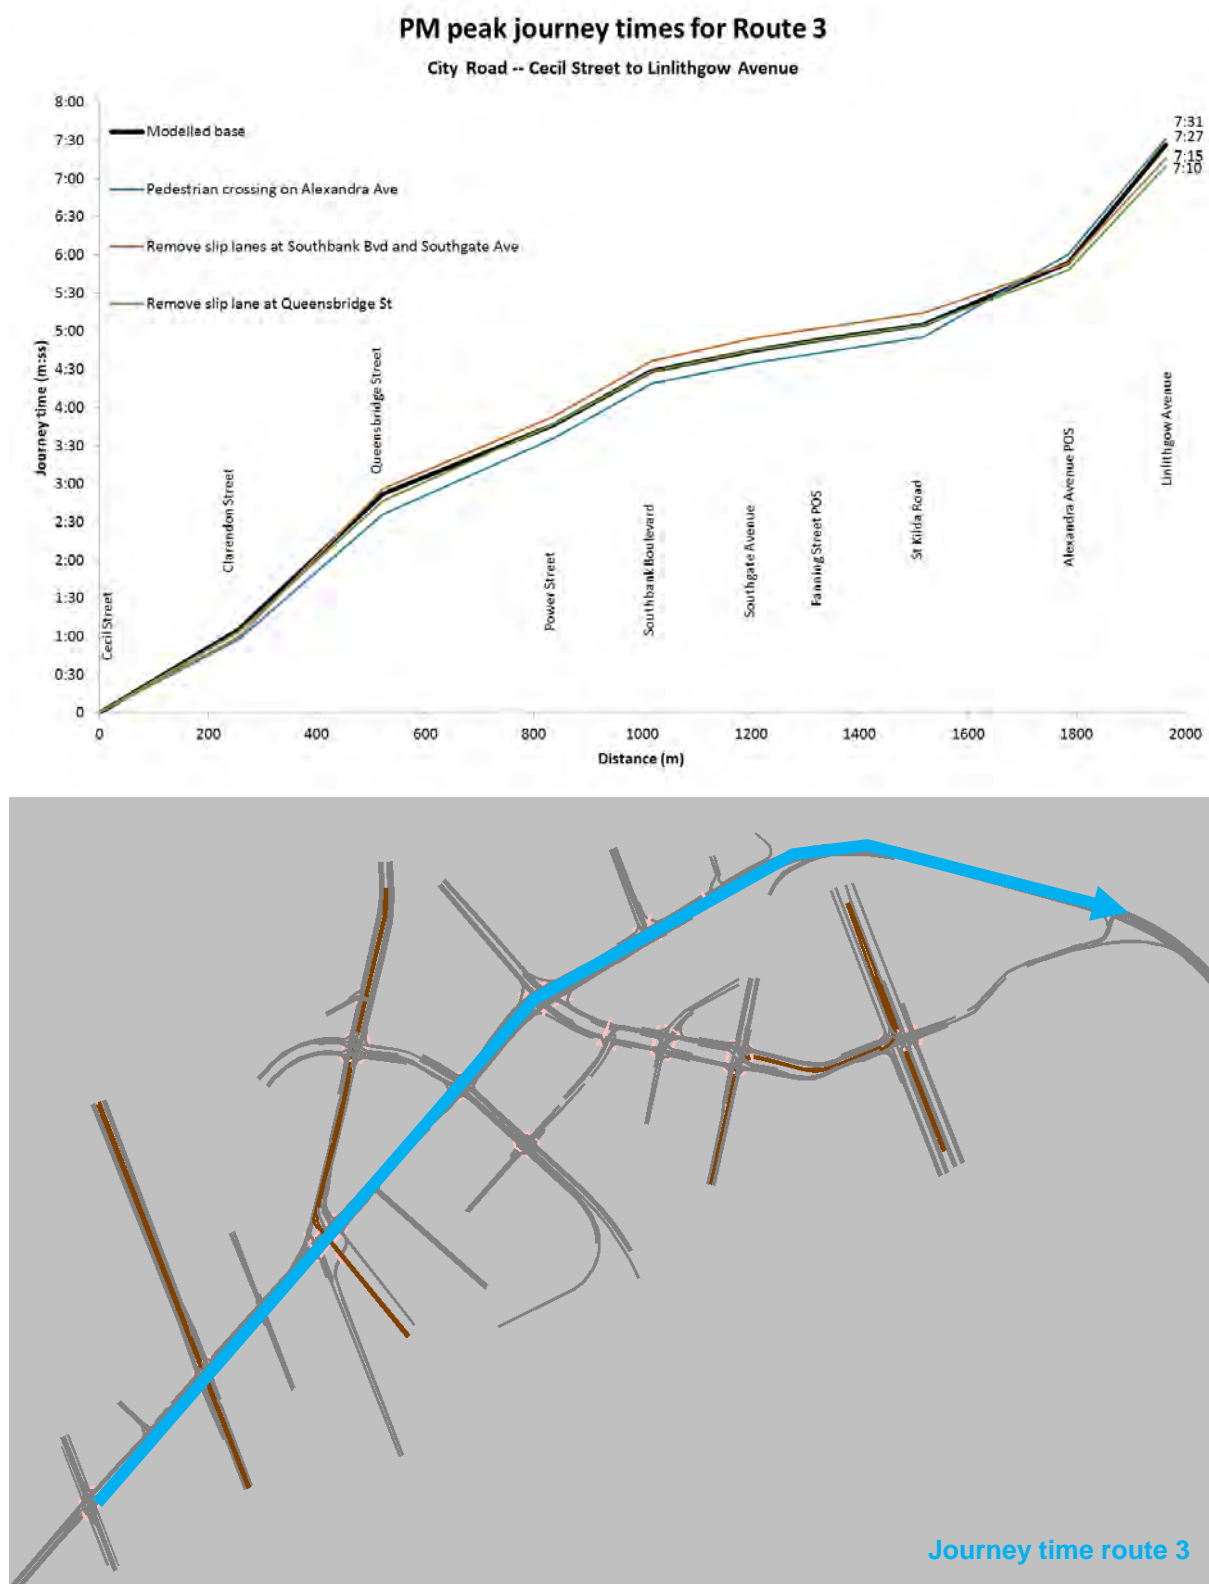 PM peak journey times for Route 3
City Road -- Cecil Street to Linlithgow Avenue
8:00
7:30
7:00
6:30
6:00
5:30
5:00
4:30
4:00
3:30
3:00
2:30
2:00
1:30
1:00
0:30
0
Journey time (m:ss)
Modelled base
Pedestrian crossing on Alexandra Ave
Remove slip lanes at Southbank Bvd and Southgate Ave
Remove slip lane at Queensbridge St
7:31
7:27
7:15
7:10
Cecil Street
Clarendon Street
Queensbridge Street
Power Street
Southbank Boulevard
Southgate Avenue
Fanning Street POS
St Kilda Road
Alexandra Avenue POS
Linlithgow Avenue
0 200 400 600 800 1000 1200 1400 1600 1800 2000
Distance (m)
Journey time route 3